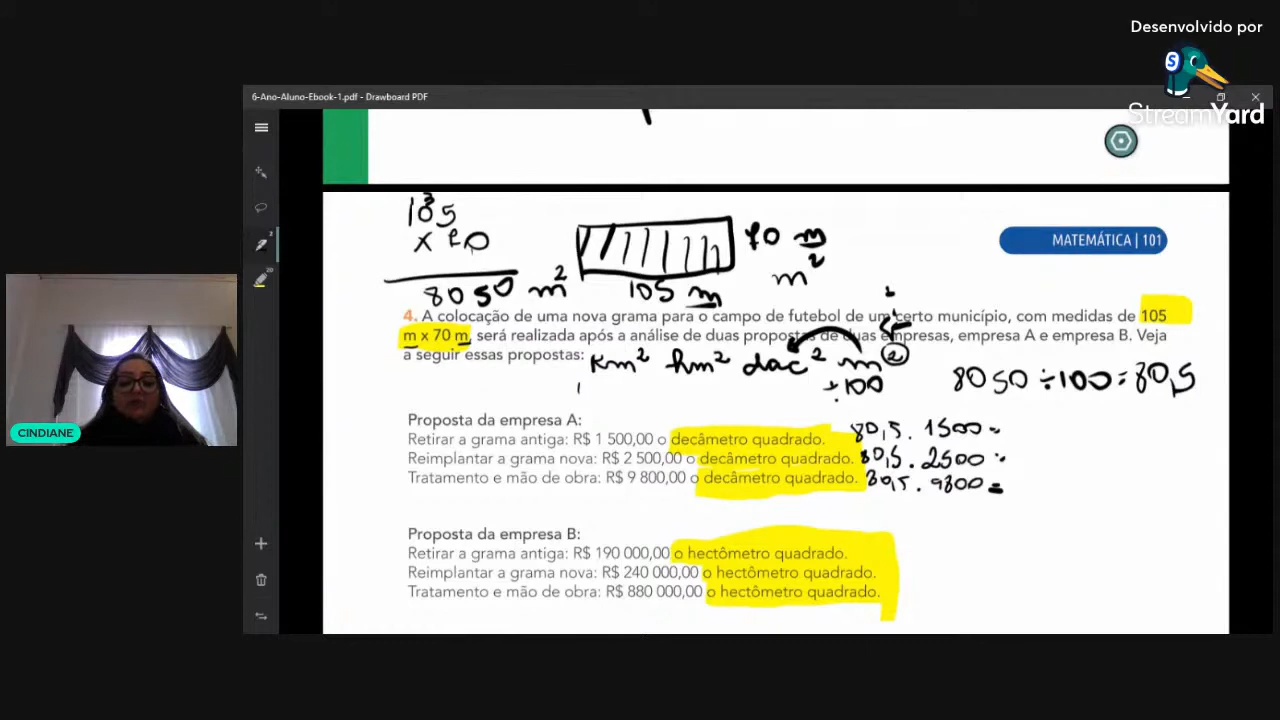 Desenvolvido por
StreamYard
6-Ano-Aluno-Ebook-1.pdf - Drawboard PDF
105
8050 m²
70 m
m²
105 m
MATEMÁTICA | 101
4. A colocação de uma nova grama para o campo de futebol de um certo município, com medidas de 105
m x 70 m, será realizada após a análise de duas propostas de duas empresas, empresa A e empresa B. Veja
a seguir essas propostas:
km² hm² dac² m²
÷100
8050 ÷100=80,5
Proposta da empresa A:
Retirar a grama antiga: R$ 1 500,00 o decâmetro quadrado.
80,5. 1500=
Reimplantar a grama nova: R$ 2 500,00 o decâmetro quadrado.
80,5. 2500=
Tratamento e mão de obra: R$ 9 800,00 o decâmetro quadrado.
80,5. 9800=
Proposta da empresa B:
Retirar a grama antiga: R$ 190 000,00 o hectômetro quadrado.
Reimplantar a grama nova: R$ 240 000,00 o hectômetro quadrado.
Tratamento e mão de obra: R$ 880 000,00 o hectômetro quadrado.
CINDIANE